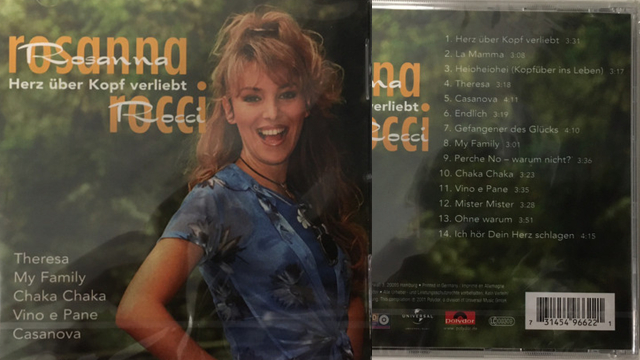 rosanna
Rosanna
Herz über Kopf verliebt
rocci
Rocci
Theresa
My Family
Chaka Chaka
Vino e Pane
Casanova
1. Herz über Kopf verliebt 3:31
2. La Mamma 3:08
3. Heioheiohei (Kopfüber ins Leben) 3:17
4. Theresa 3:18
5. Casanova 4:11
6. Endlich 3:19
7. Gefangener des Glücks 4:10
8. My Family 3:01
9. Perche No – warum nicht? 3:36
10. Chaka Chaka 3:23
11. Vino e Pane 3:35
12. Mister Mister 3:28
13. Ohne warum 3:51
14. Ich hör Dein Herz schlagen 4:15
verliebt
Rocci
UNIVERSAL
polydor
7 31454 96622 1